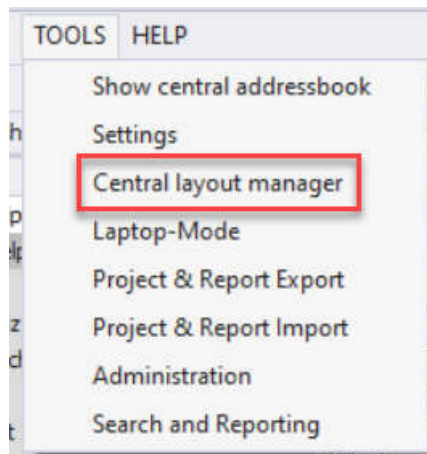 TOOLS HELP
Show central addressbook
Settings
Central layout manager
Laptop-Mode
Project & Report Export
Project & Report Import
Administration
Search and Reporting